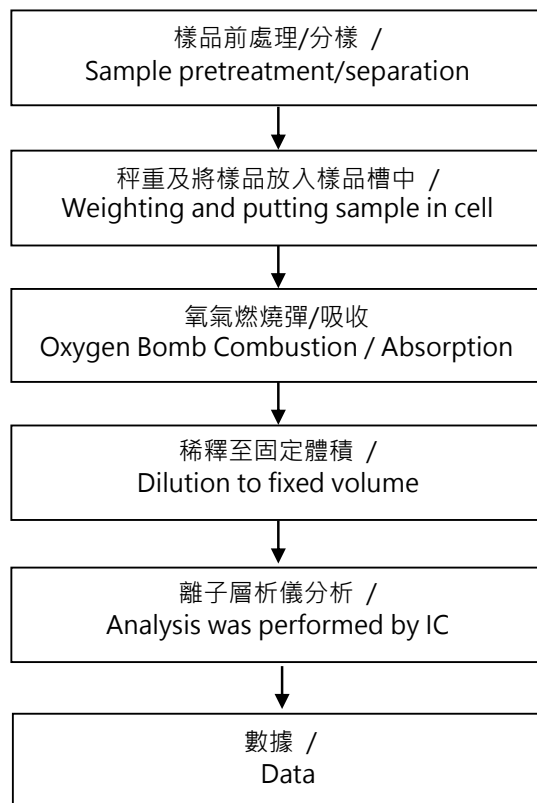 樣品前處理/分樣 /
Sample pretreatment/separation
秤重及將樣品放入樣品槽中 /
Weighting and putting sample in cell
氧氣燃燒彈/吸收
Oxygen Bomb Combustion / Absorption
稀釋至固定體積 /
Dilution to fixed volume
離子層析儀分析 /
Analysis was performed by IC
數據 /
Data